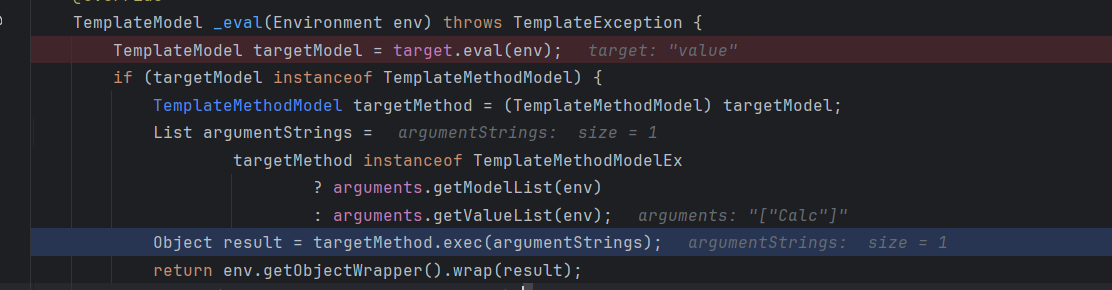 @Override
TemplateModel _eval(Environment env) throws TemplateException {
TemplateModel targetModel = target.eval(env); target: "value"
if (targetModel instanceof TemplateMethodModel) {
TemplateMethodModel targetMethod = (TemplateMethodModel) targetModel;
List argumentStrings = argumentStrings: size = 1
targetMethod instanceof TemplateMethodModelEx
? arguments.getModelList(env)
: arguments.getValueList(env); arguments: "["Calc"]"
Object result = targetMethod.exec(argumentStrings); argumentStrings: size = 1
return env.getObjectWrapper().wrap(result);